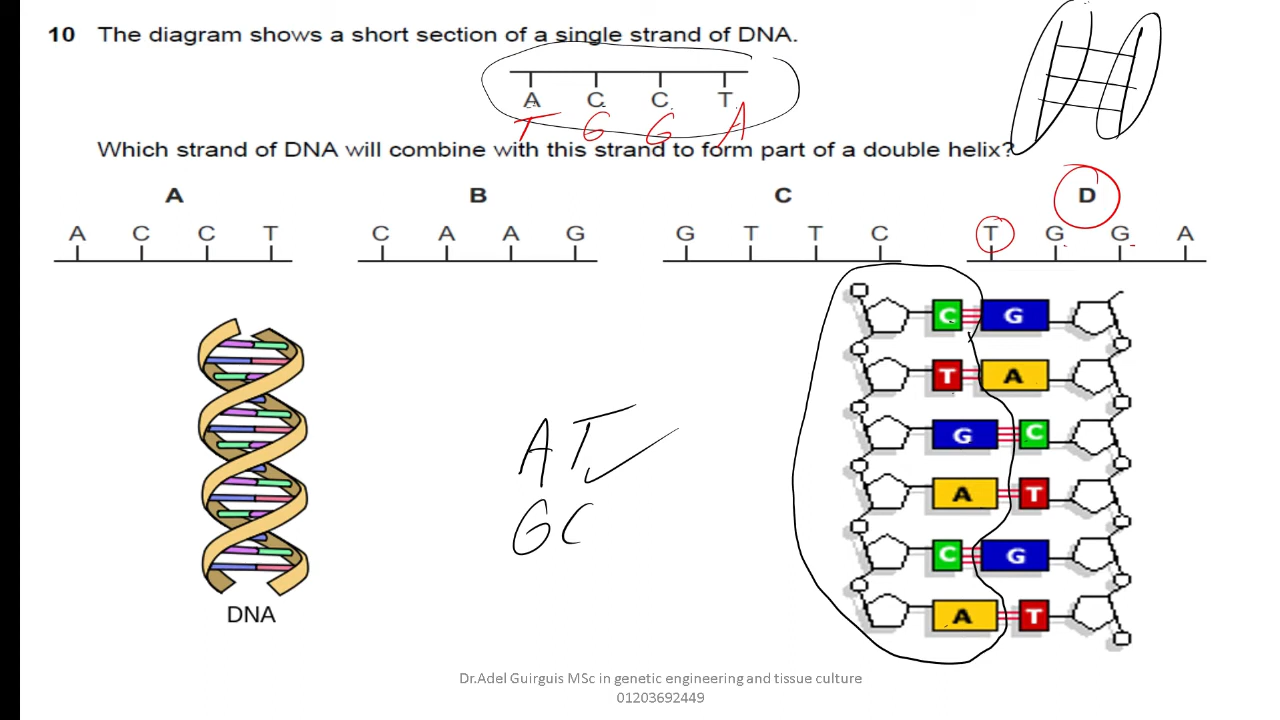 10 The diagram shows a short section of a single strand of DNA.
A C C T
T G G A
Which strand of DNA will combine with this strand to form part of a double helix?
A B C D
A C C T C A A G G T T C T G G A
C G
T A
G C
A T
C G
A T
A T
G C
DNA
Dr.Adel Guirguis MSc in genetic engineering and tissue culture
01203692449